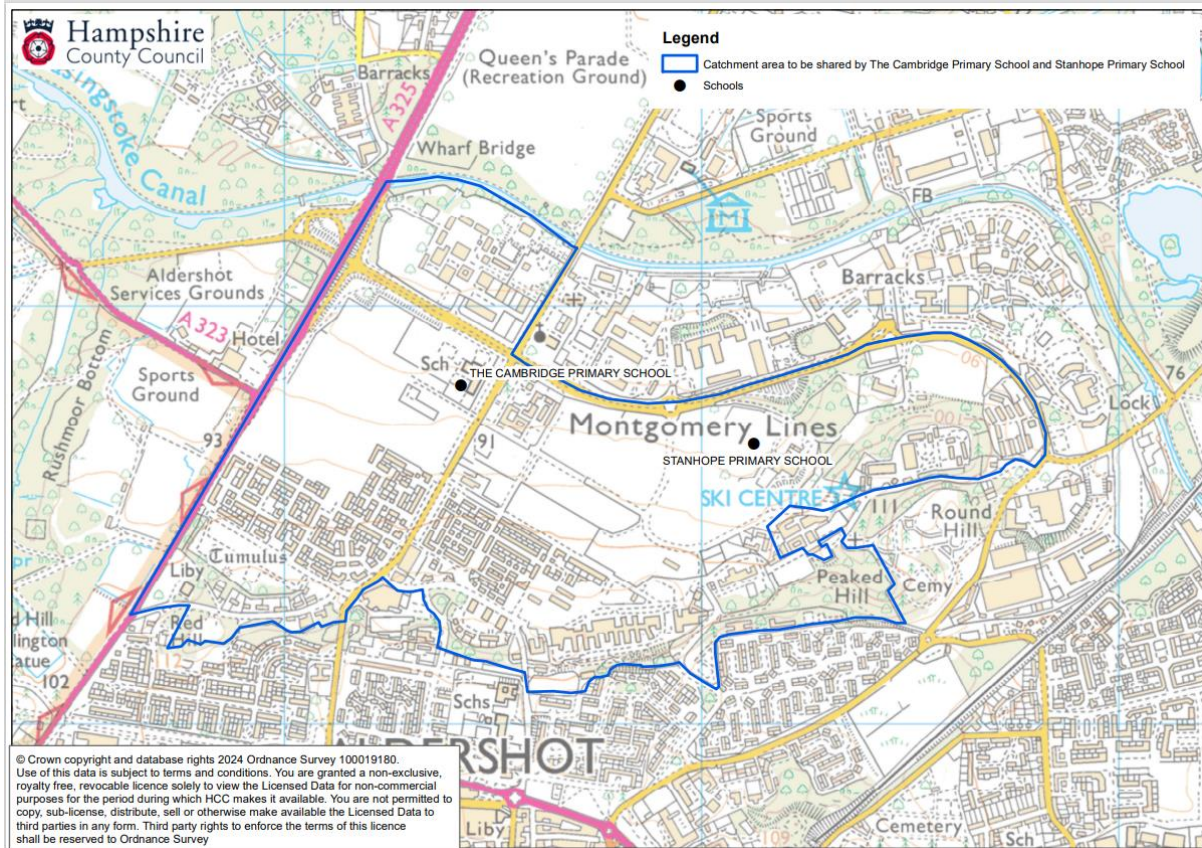 Hampshire
County Council
Legend
Catchment area to be shared by The Cambridge Primary School and Stanhope Primary School
Schools
Queen's Parade
(Recreation Ground)
Barracks
A 325
Sports
Ground
Wharf Bridge
Canal
FB
Aldershot
Services Grounds
Barracks
A 323
Hotel
Rushmoor Bottom
Sports
Ground
Sch
THE CAMBRIDGE PRIMARY SCHOOL
90
76
100
Lock
93
91
Montgomery Lines
STANHOPE PRIMARY SCHOOL
SKI CENTRE
111
Round
Hill
Tumulus
Liby
Peaked
Hill
Cemy
Red
Hill
112
102
Schs
ALDERSHOT
© Crown copyright and database rights 2024 Ordnance Survey 100019180.
Use of this data is subject to terms and conditions. You are granted a non-exclusive,
royalty free, revocable licence solely to view the Licensed Data for non-commercial
purposes for the period during which HCC makes it available. You are not permitted to
copy, sub-license, distribute, sell or otherwise make available the Licensed Data to
third parties in any form. Third party rights to enforce the terms of this licence
shall be reserved to Ordnance Survey
Liby
109
Cemetery
Sch